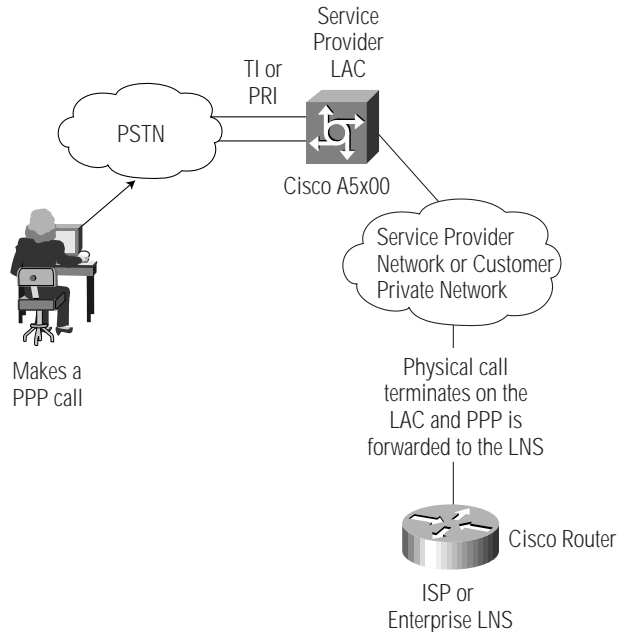 Service
Provider
LAC
TI or
PRI
PSTN
Cisco A5x00
Service Provider
Network or Customer
Private Network
Makes a
PPP call
Physical call
terminates on the
LAC and PPP is
forwarded to the LNS
Cisco Router
ISP or
Enterprise LNS